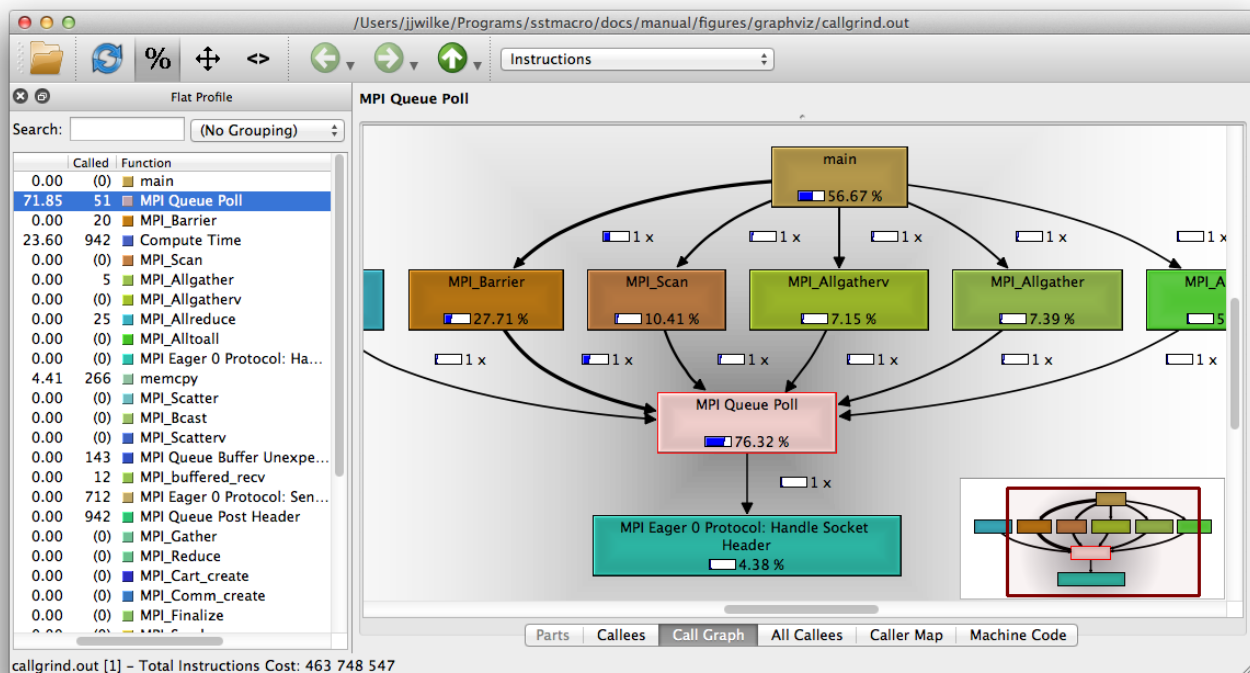 /Users/jjwilke/Programs/sstmacro/docs/manual/figures/graphviz/callgrind.out
% <> Instructions
Flat Profile
Search: (No Grouping)
Called Function
0.00 (0) main
71.85 51 MPI Queue Poll
0.00 20 MPI_Barrier
23.60 942 Compute Time
0.00 (0) MPI_Scan
0.00 5 MPI_Allgather
0.00 (0) MPI_Allgatherv
0.00 25 MPI_Allreduce
0.00 (0) MPI_Alltoall
0.00 (0) MPI Eager 0 Protocol: Ha...
4.41 266 memcpy
0.00 (0) MPI_Scatter
0.00 (0) MPI_Bcast
0.00 (0) MPI_Scatterv
0.00 143 MPI Queue Buffer Unexpe...
0.00 12 MPI_buffered_recv
0.00 712 MPI Eager 0 Protocol: Sen...
0.00 942 MPI Queue Post Header
0.00 (0) MPI_Gather
0.00 (0) MPI_Reduce
0.00 (0) MPI_Cart_create
0.00 (0) MPI_Comm_create
0.00 (0) MPI_Finalize
MPI Queue Poll
main
56.67 %
1 x 1 x 1 x 1 x 1 x
MPI_Barrier MPI_Scan MPI_Allgatherv MPI_Allgather MPI_A
27.71 % 10.41 % 7.15 % 7.39 % 5
1 x 1 x 1 x 1 x 1 x 1 x
MPI Queue Poll
76.32 %
1 x
MPI Eager 0 Protocol: Handle Socket
Header
4.38 %
Parts Callees Call Graph All Callees Caller Map Machine Code
callgrind.out [1] - Total Instructions Cost: 463 748 547